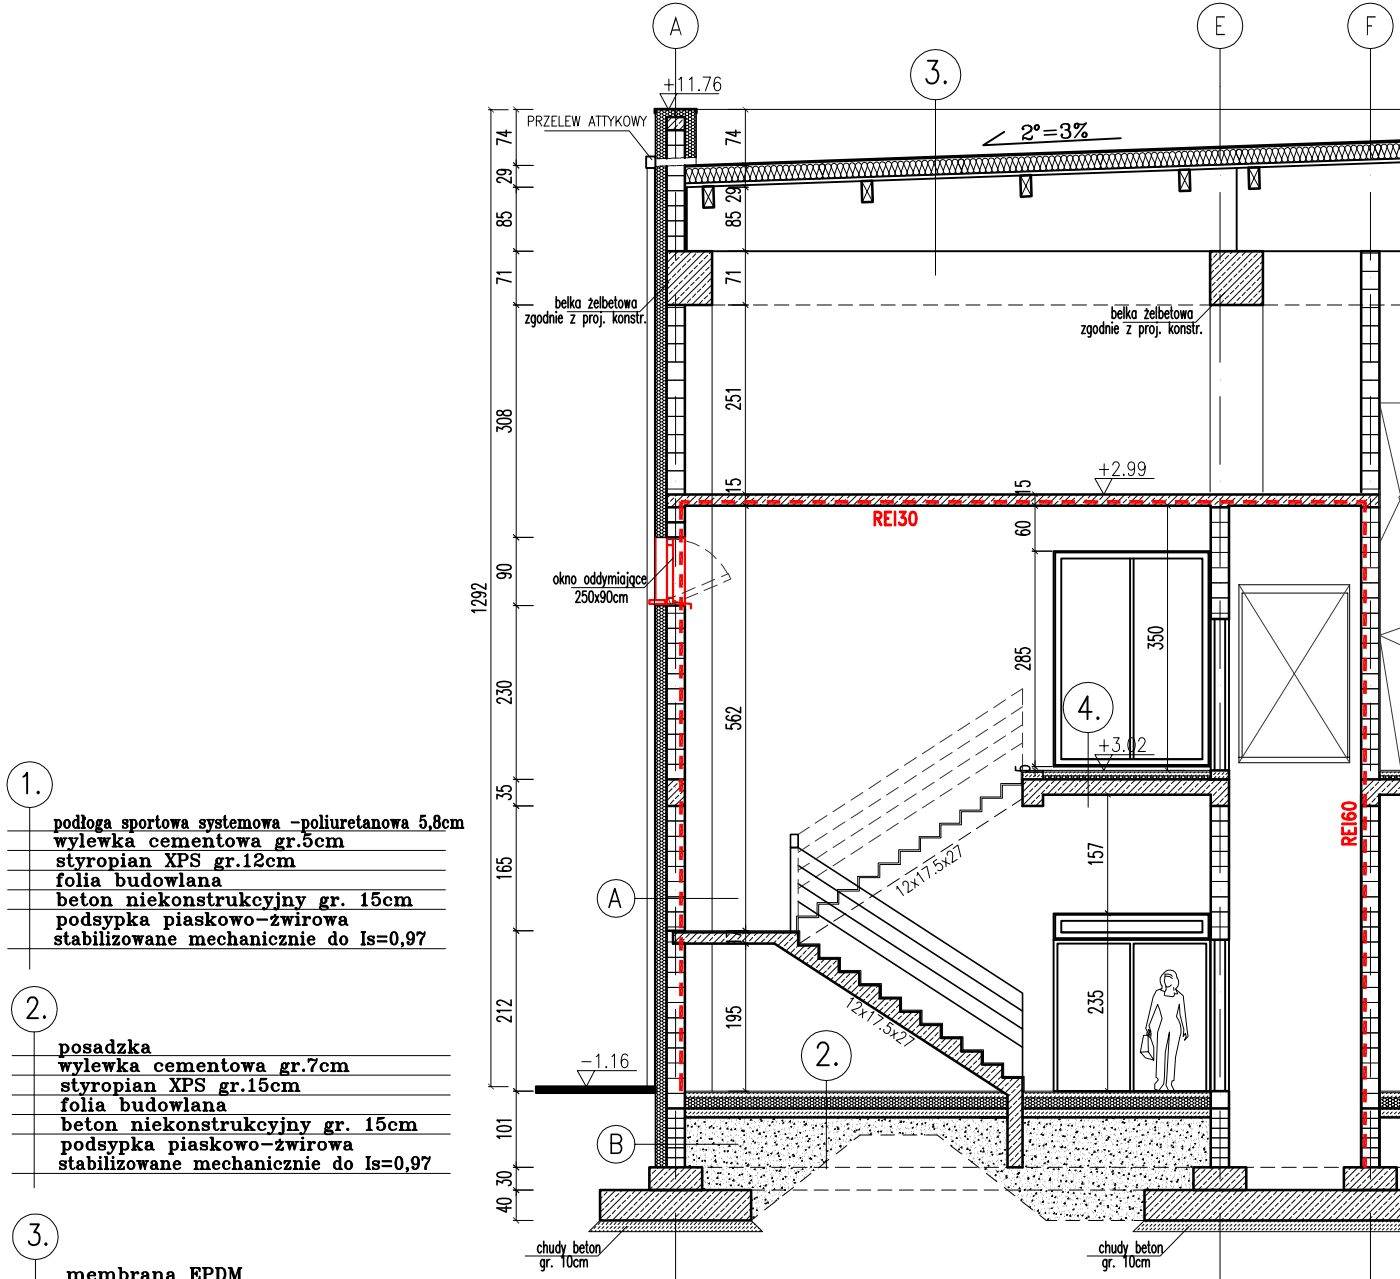 A
E
F
3.
+11.76
PRZELEW ATTYKOWY
2°=3%
74
29
85
71
308
90
230
35
165
212
101
30
40
1292
74
29
85
71
251
15
562
195
belka żelbetowa
zgodnie z proj. konstr.
belka żelbetowa
zgodnie z proj. konstr.
+2.99
15
60
REI30
okno oddymiające
250x90cm
285
350
4.
+3.02
5
REI60
157
12x17.5x27
A
12x17.5x27
235
2.
-1.16
B
chudy beton
gr. 10cm
chudy beton
gr. 10cm
1.
podłoga sportowa systemowa -poliuretanowa 5,8cm
wylewka cementowa gr.5cm
styropian XPS gr.12cm
folia budowlana
beton niekonstrukcyjny gr. 15cm
podsypka piaskowo-żwirowa
stabilizowane mechanicznie do Is=0,97
2.
posadzka
wylewka cementowa gr.7cm
styropian XPS gr.15cm
folia budowlana
beton niekonstrukcyjny gr. 15cm
podsypka piaskowo-żwirowa
stabilizowane mechanicznie do Is=0,97
3.
membrana EPDM